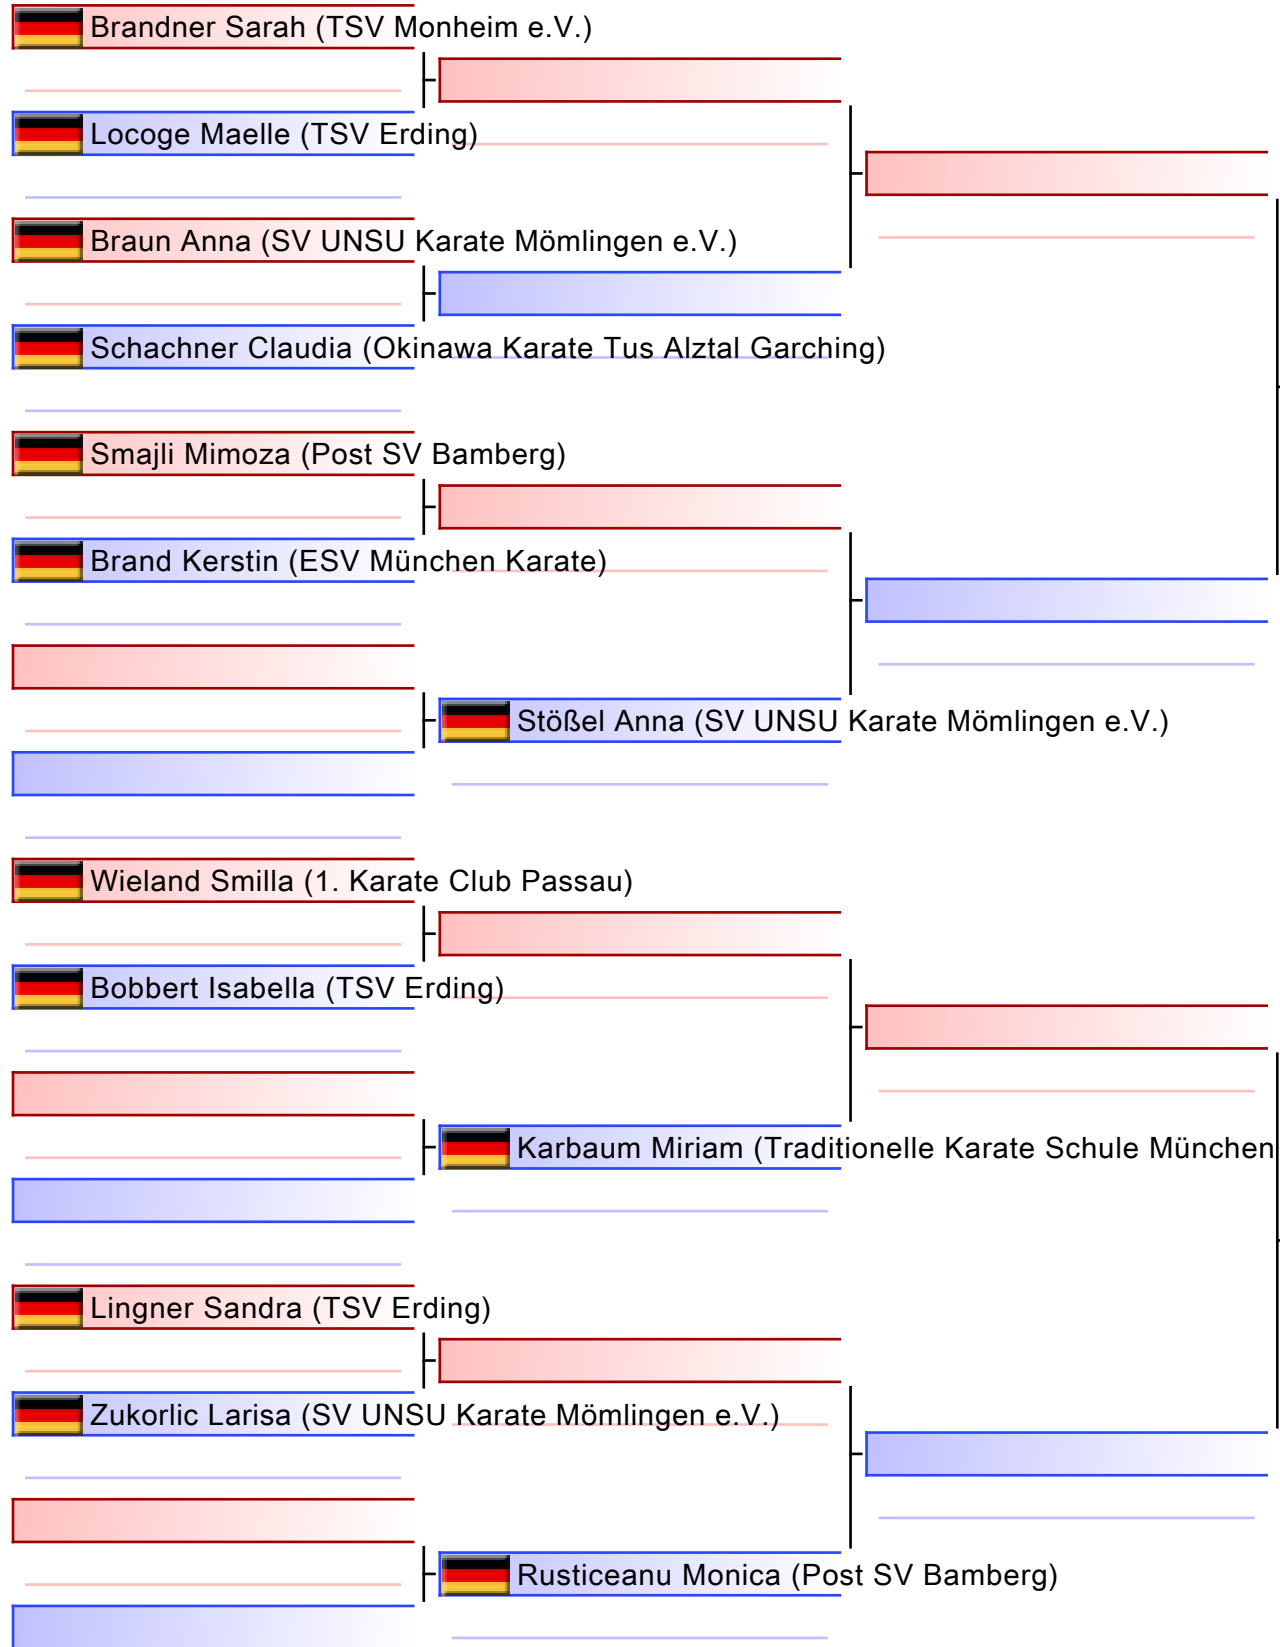 Brandner Sarah (TSV Monheim e.V.)
Locoge Maelle (TSV Erding)
Braun Anna (SV UNSU Karate Mömlingen e.V.)
Schachner Claudia (Okinawa Karate Tus Alztal Garching)
Smajli Mimoza (Post SV Bamberg)
Brand Kerstin (ESV München Karate)
Stößel Anna (SV UNSU Karate Mömlingen e.V.)
Wieland Smilla (1. Karate Club Passau)
Bobbert Isabella (TSV Erding)
Karbaum Miriam (Traditionelle Karate Schule München
Lingner Sandra (TSV Erding)
Zukorlic Larisa (SV UNSU Karate Mömlingen e.V.)
Rusticeanu Monica (Post SV Bamberg)